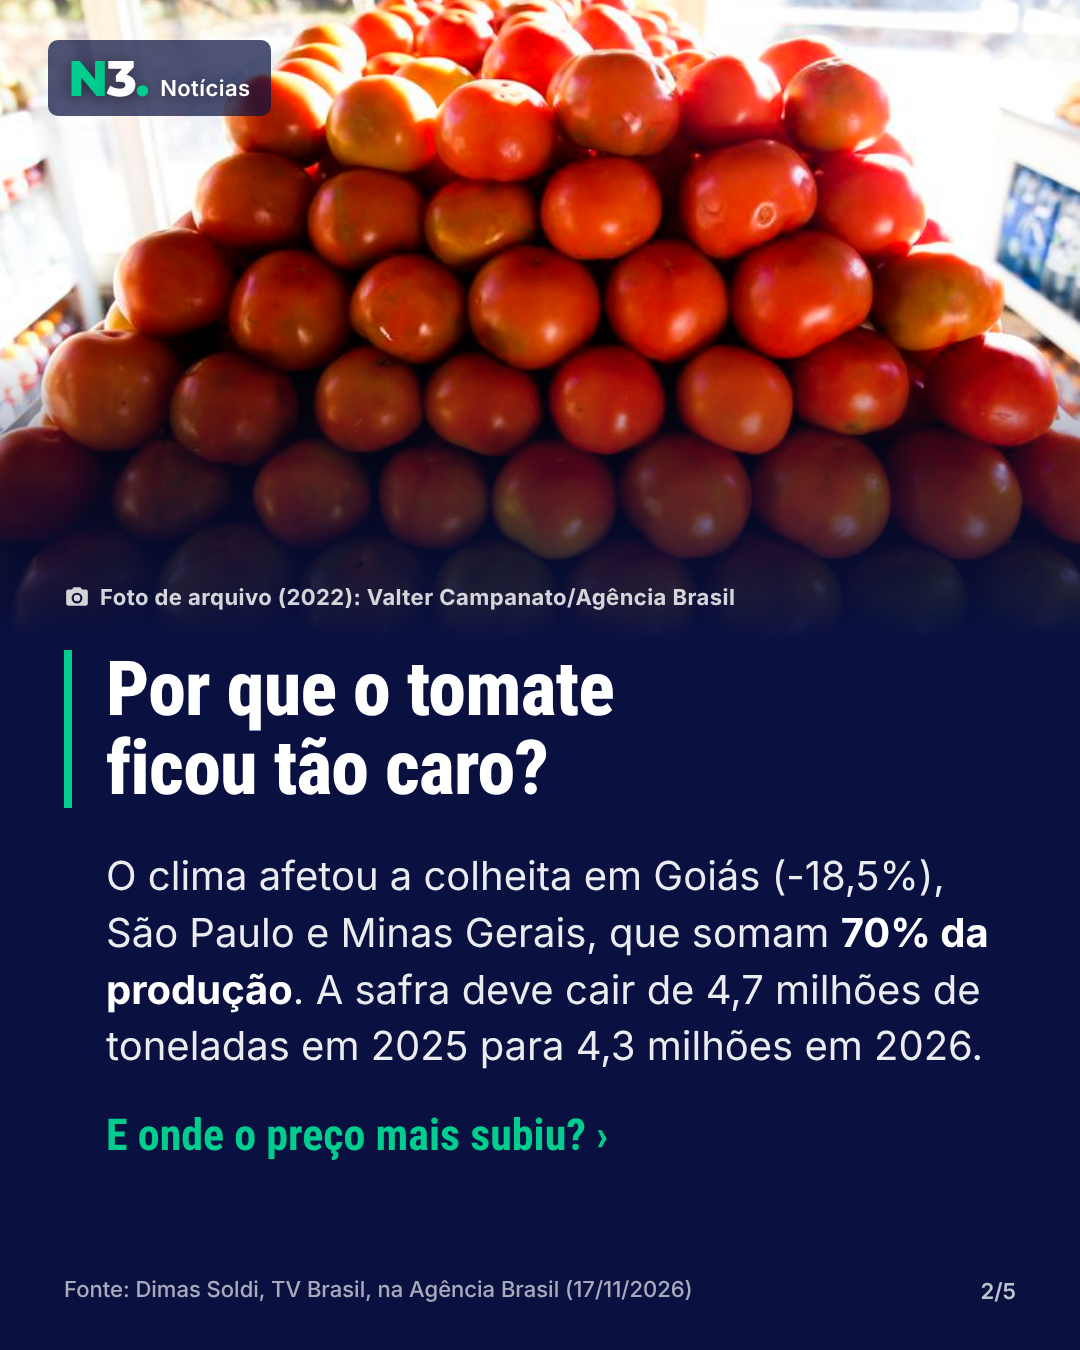 N3. Notícias
Foto de arquivo (2022): Valter Campanato/Agência Brasil
Por que o tomate
ficou tão caro?
O clima afetou a colheita em Goiás (-18,5%),
São Paulo e Minas Gerais, que somam 70% da
produção. A safra deve cair de 4,7 milhões de
toneladas em 2025 para 4,3 milhões em 2026.
E onde o preço mais subiu? ›
Fonte: Dimas Soldi, TV Brasil, na Agência Brasil (17/11/2026)
2/5